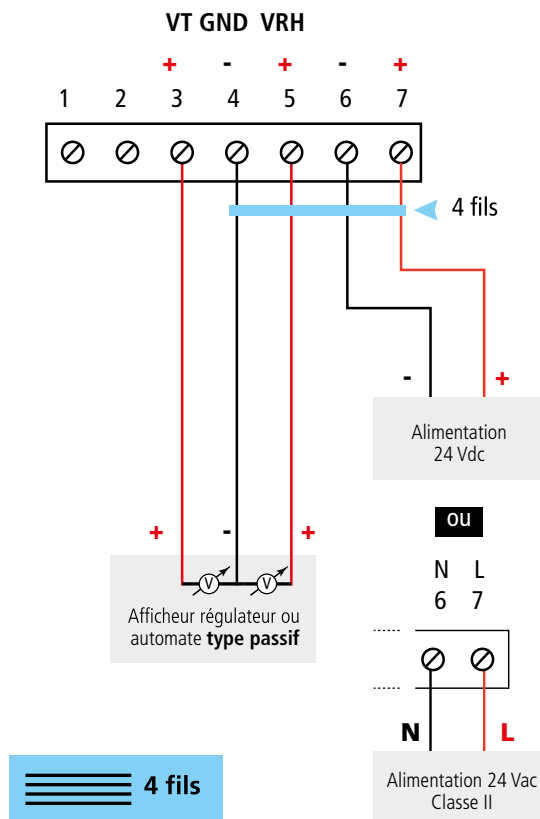 VT GND VRH
+ - + - +
1 2 3 4 5 6 7
4 fils
- +
Alimentation
24 Vdc
+ - +
V V
Afficheur régulateur ou
automate type passif
ou
N L
6 7
N L
Alimentation 24 Vac
Classe II
4 fils